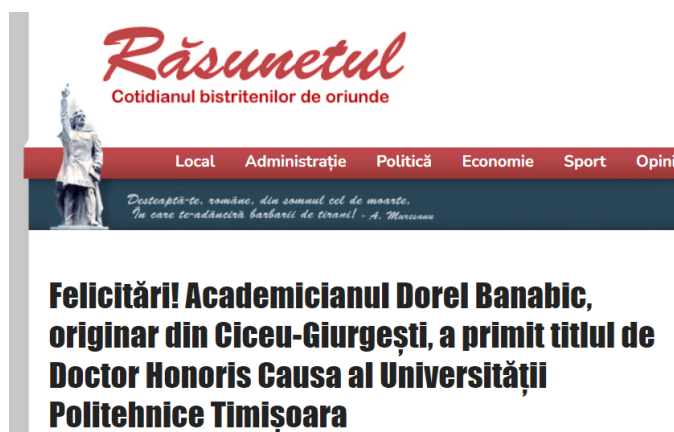 Răsunetul
Cotidianul bistritenilor de oriunde
Local Administrație Politică Economie Sport Opini
Desteaptă-te, române, din somnul cel de moarte,
În care te-adânciră barbarii de tirani! - A. Muresanu
Felicitări! Academicianul Dorel Banabic,
originar din Ciceu-Giurgești, a primit titlul de
Doctor Honoris Causa al Universității
Politehnice Timișoara